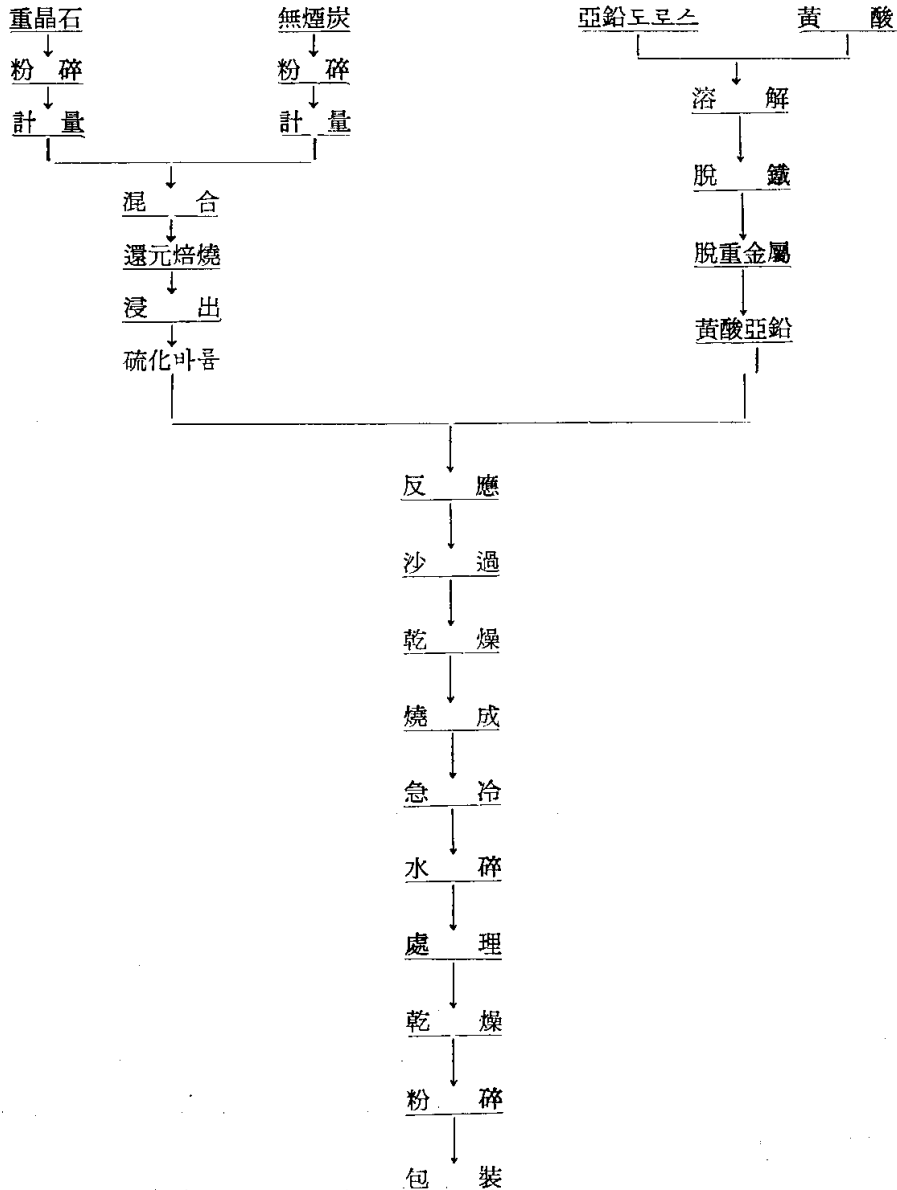 重晶石 無煙炭 亞鉛도로스 黃酸
粉碎 粉碎
計量 計量
溶解
脫鐵
混合
還元焙燒
脫重金屬
浸出
黃酸亞鉛
硫化바륨
反應
沙過
乾燥
燒成
急冷
水碎
處理
乾燥
粉碎
包裝